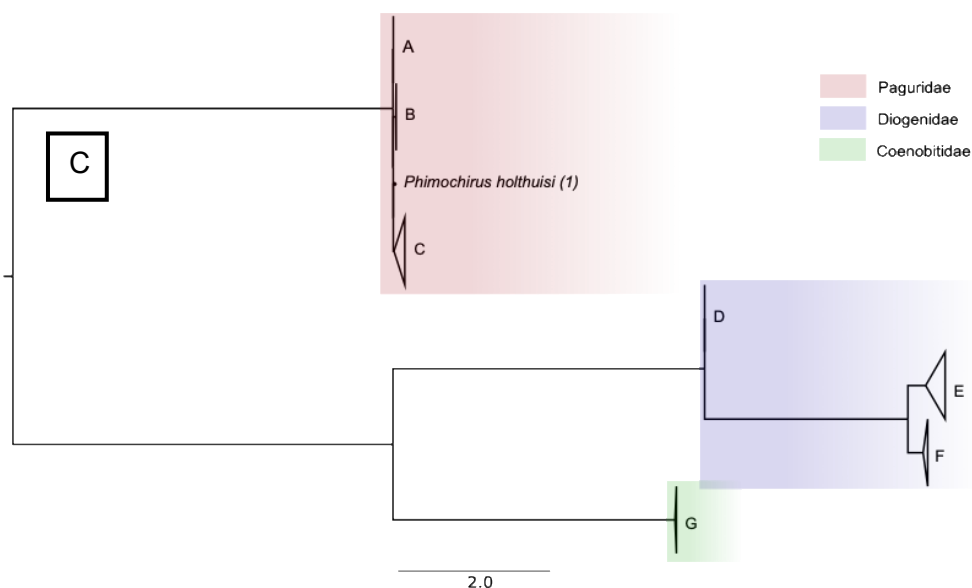 A
Paguridae
B
Diogenidae
Coenobitidae
C
Phimochirus holthuisi (1)
C
D
E
F
G
2.0